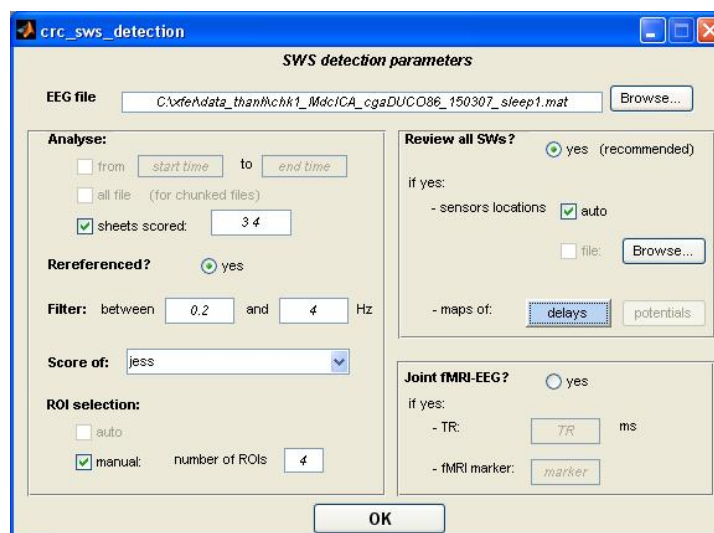 crc_sws_detection
SWS detection parameters
EEG file C:\xfer\data_thanh\chk1_MdcICA_cgaDUCO86_150307_sleep1.mat Browse...
Analyse:
from start time to end time
all file (for chunked files)
sheets scored: 3 4
Rereferenced? yes
Filter: between 0.2 and 4 Hz
Score of: jess
ROI selection:
auto
manual: number of ROIs 4
Review all SWs? yes (recommended)
if yes:
- sensors locations auto
file: Browse...
- maps of: delays potentials
Joint fMRI-EEG? yes
if yes:
- TR: TR ms
- fMRI marker: marker
OK